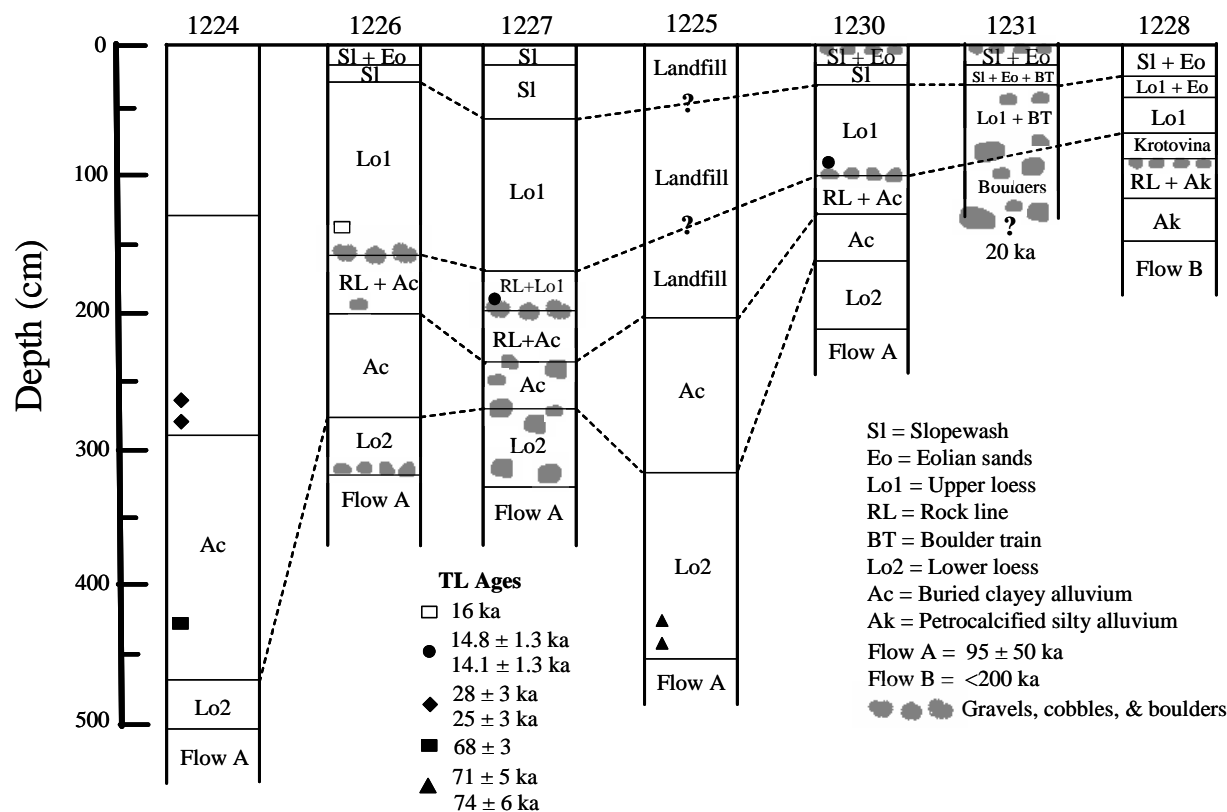 1224 1226 1227 1225 1230 1231 1228
Depth (cm)
0
100
200
300
400
500
Ac
Lo2
Flow A
Sl + Eo
Sl
Lo1
RL + Ac
Ac
Lo2
Flow A
Sl
Sl
Lo1
RL+Lo1
RL+Ac
Ac
Lo2
Flow A
Landfill
?
Landfill
?
Landfill
Ac
Lo2
Flow A
Sl + Eo
Sl
Lo1
RL + Ac
Ac
Lo2
Flow A
Sl + Eo
Sl + Eo + BT
Lo1 + BT
Boulders
?
20 ka
Sl + Eo
Lo1 + Eo
Lo1
Krotovina
RL + Ak
Ak
Flow B
TL Ages
16 ka
14.8 ± 1.3 ka
14.1 ± 1.3 ka
28 ± 3 ka
25 ± 3 ka
68 ± 3
71 ± 5 ka
74 ± 6 ka
Sl = Slopewash
Eo = Eolian sands
Lo1 = Upper loess
RL = Rock line
BT = Boulder train
Lo2 = Lower loess
Ac = Buried clayey alluvium
Ak = Petrocalcified silty alluvium
Flow A = 95 ± 50 ka
Flow B = <200 ka
Gravels, cobbles, & boulders